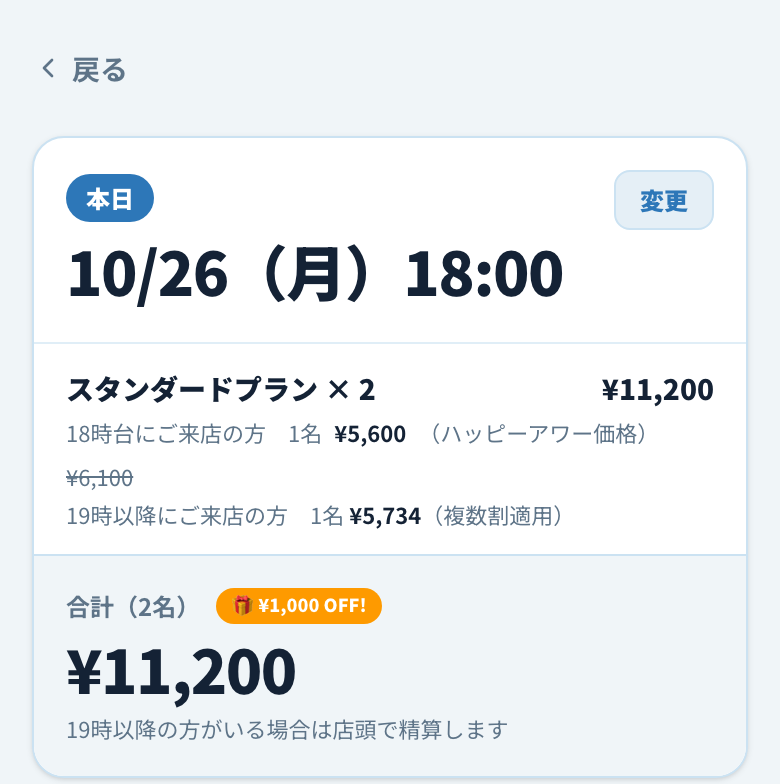 戻る
本日
変更
10/26（月）18:00
スタンダードプラン × 2 ¥11,200
18時台にご来店の方　1名 ¥5,600 （ハッピーアワー価格）
¥6,100
19時以降にご来店の方　1名 ¥5,734（複数割適用）
合計（2名） 🎁 ¥1,000 OFF!
¥11,200
19時以降の方がいる場合は店頭で精算します